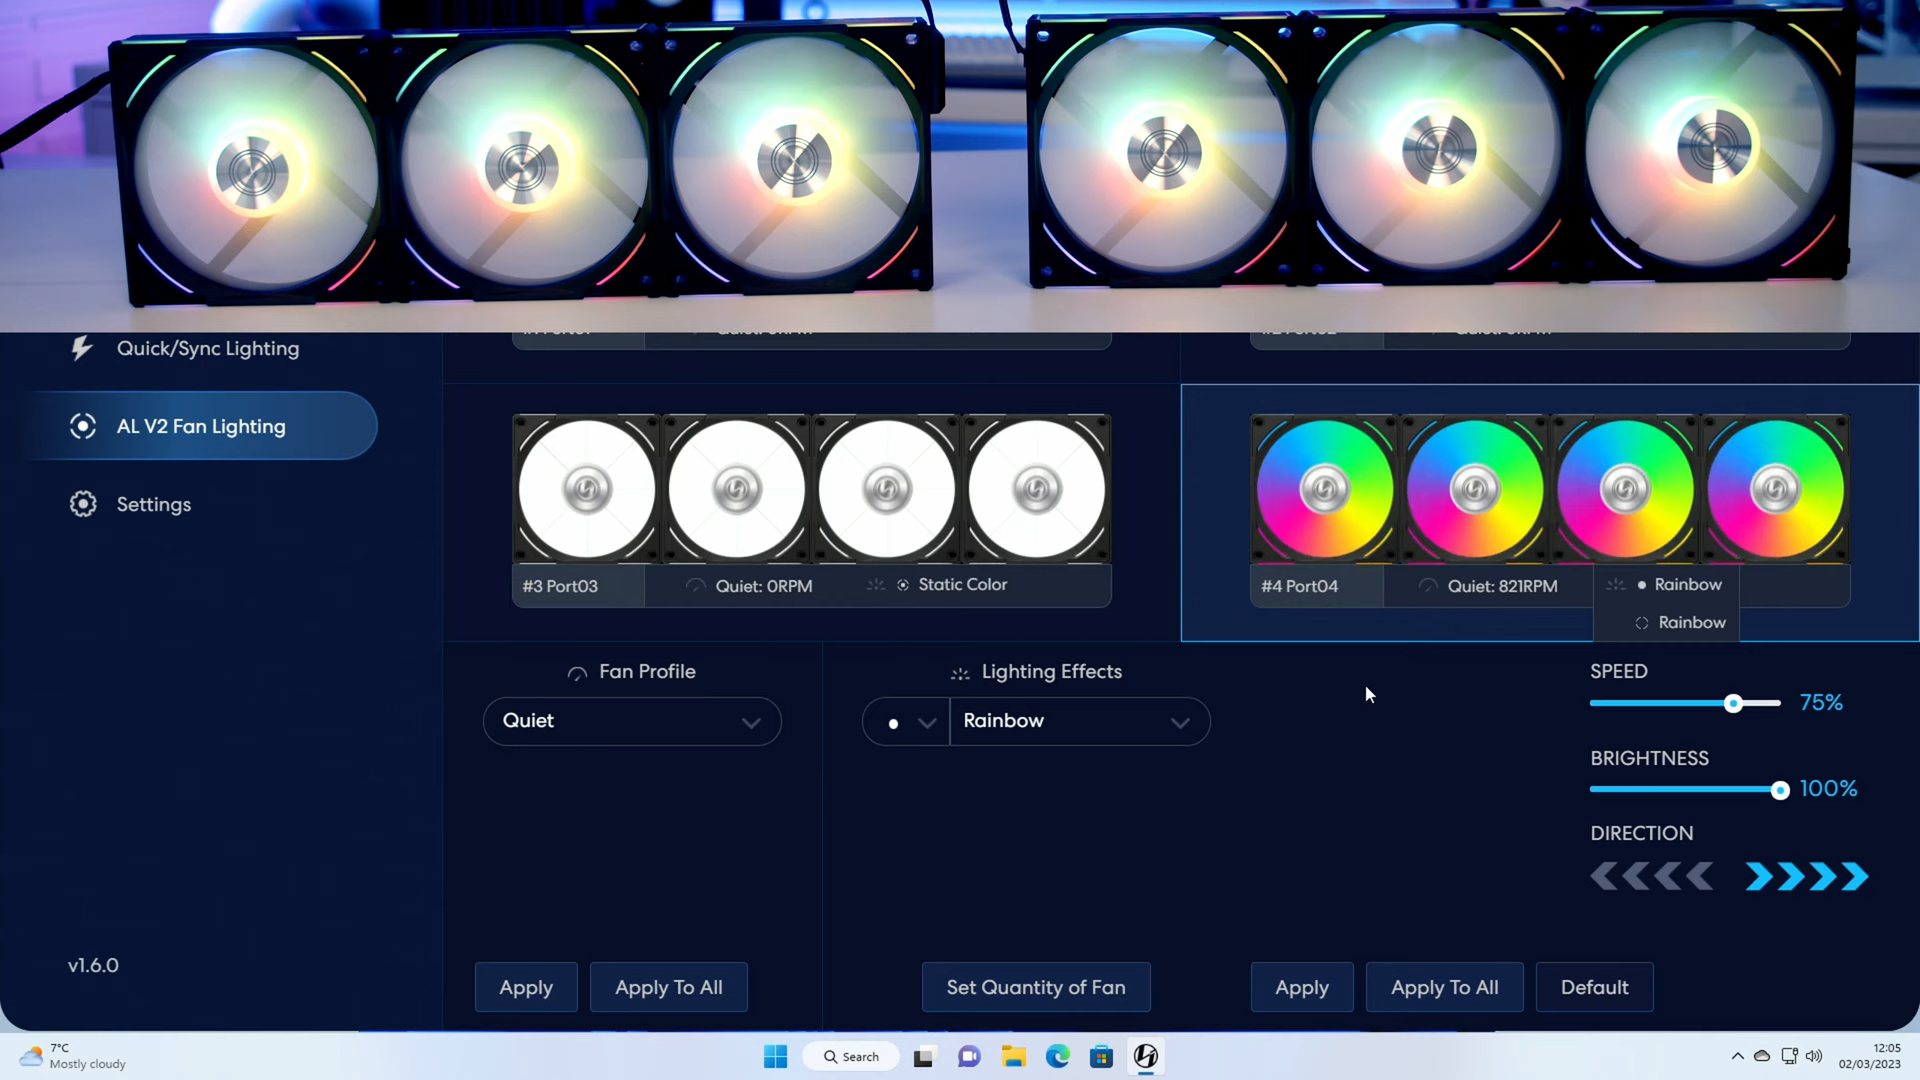 Quick/Sync Lighting
AL V2 Fan Lighting
Settings
#3 Port03
Quiet: 0RPM
Static Color
#4 Port04
Quiet: 821RPM
Rainbow
Rainbow
Fan Profile
Quiet
Lighting Effects
Rainbow
SPEED
75%
BRIGHTNESS
100%
DIRECTION
v1.6.0
Apply
Apply To All
Set Quantity of Fan
Apply
Apply To All
Default
7°C
Mostly cloudy
Search
12:05
02/03/2023